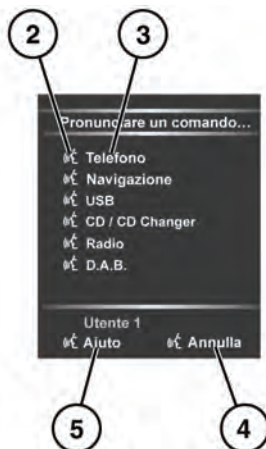 2 3
Pronunciare un comando...
Telefono
Navigazione
USB
CD / CD Changer
Radio
D.A.B.
Utente 1
Aiuto Annulla
5 4